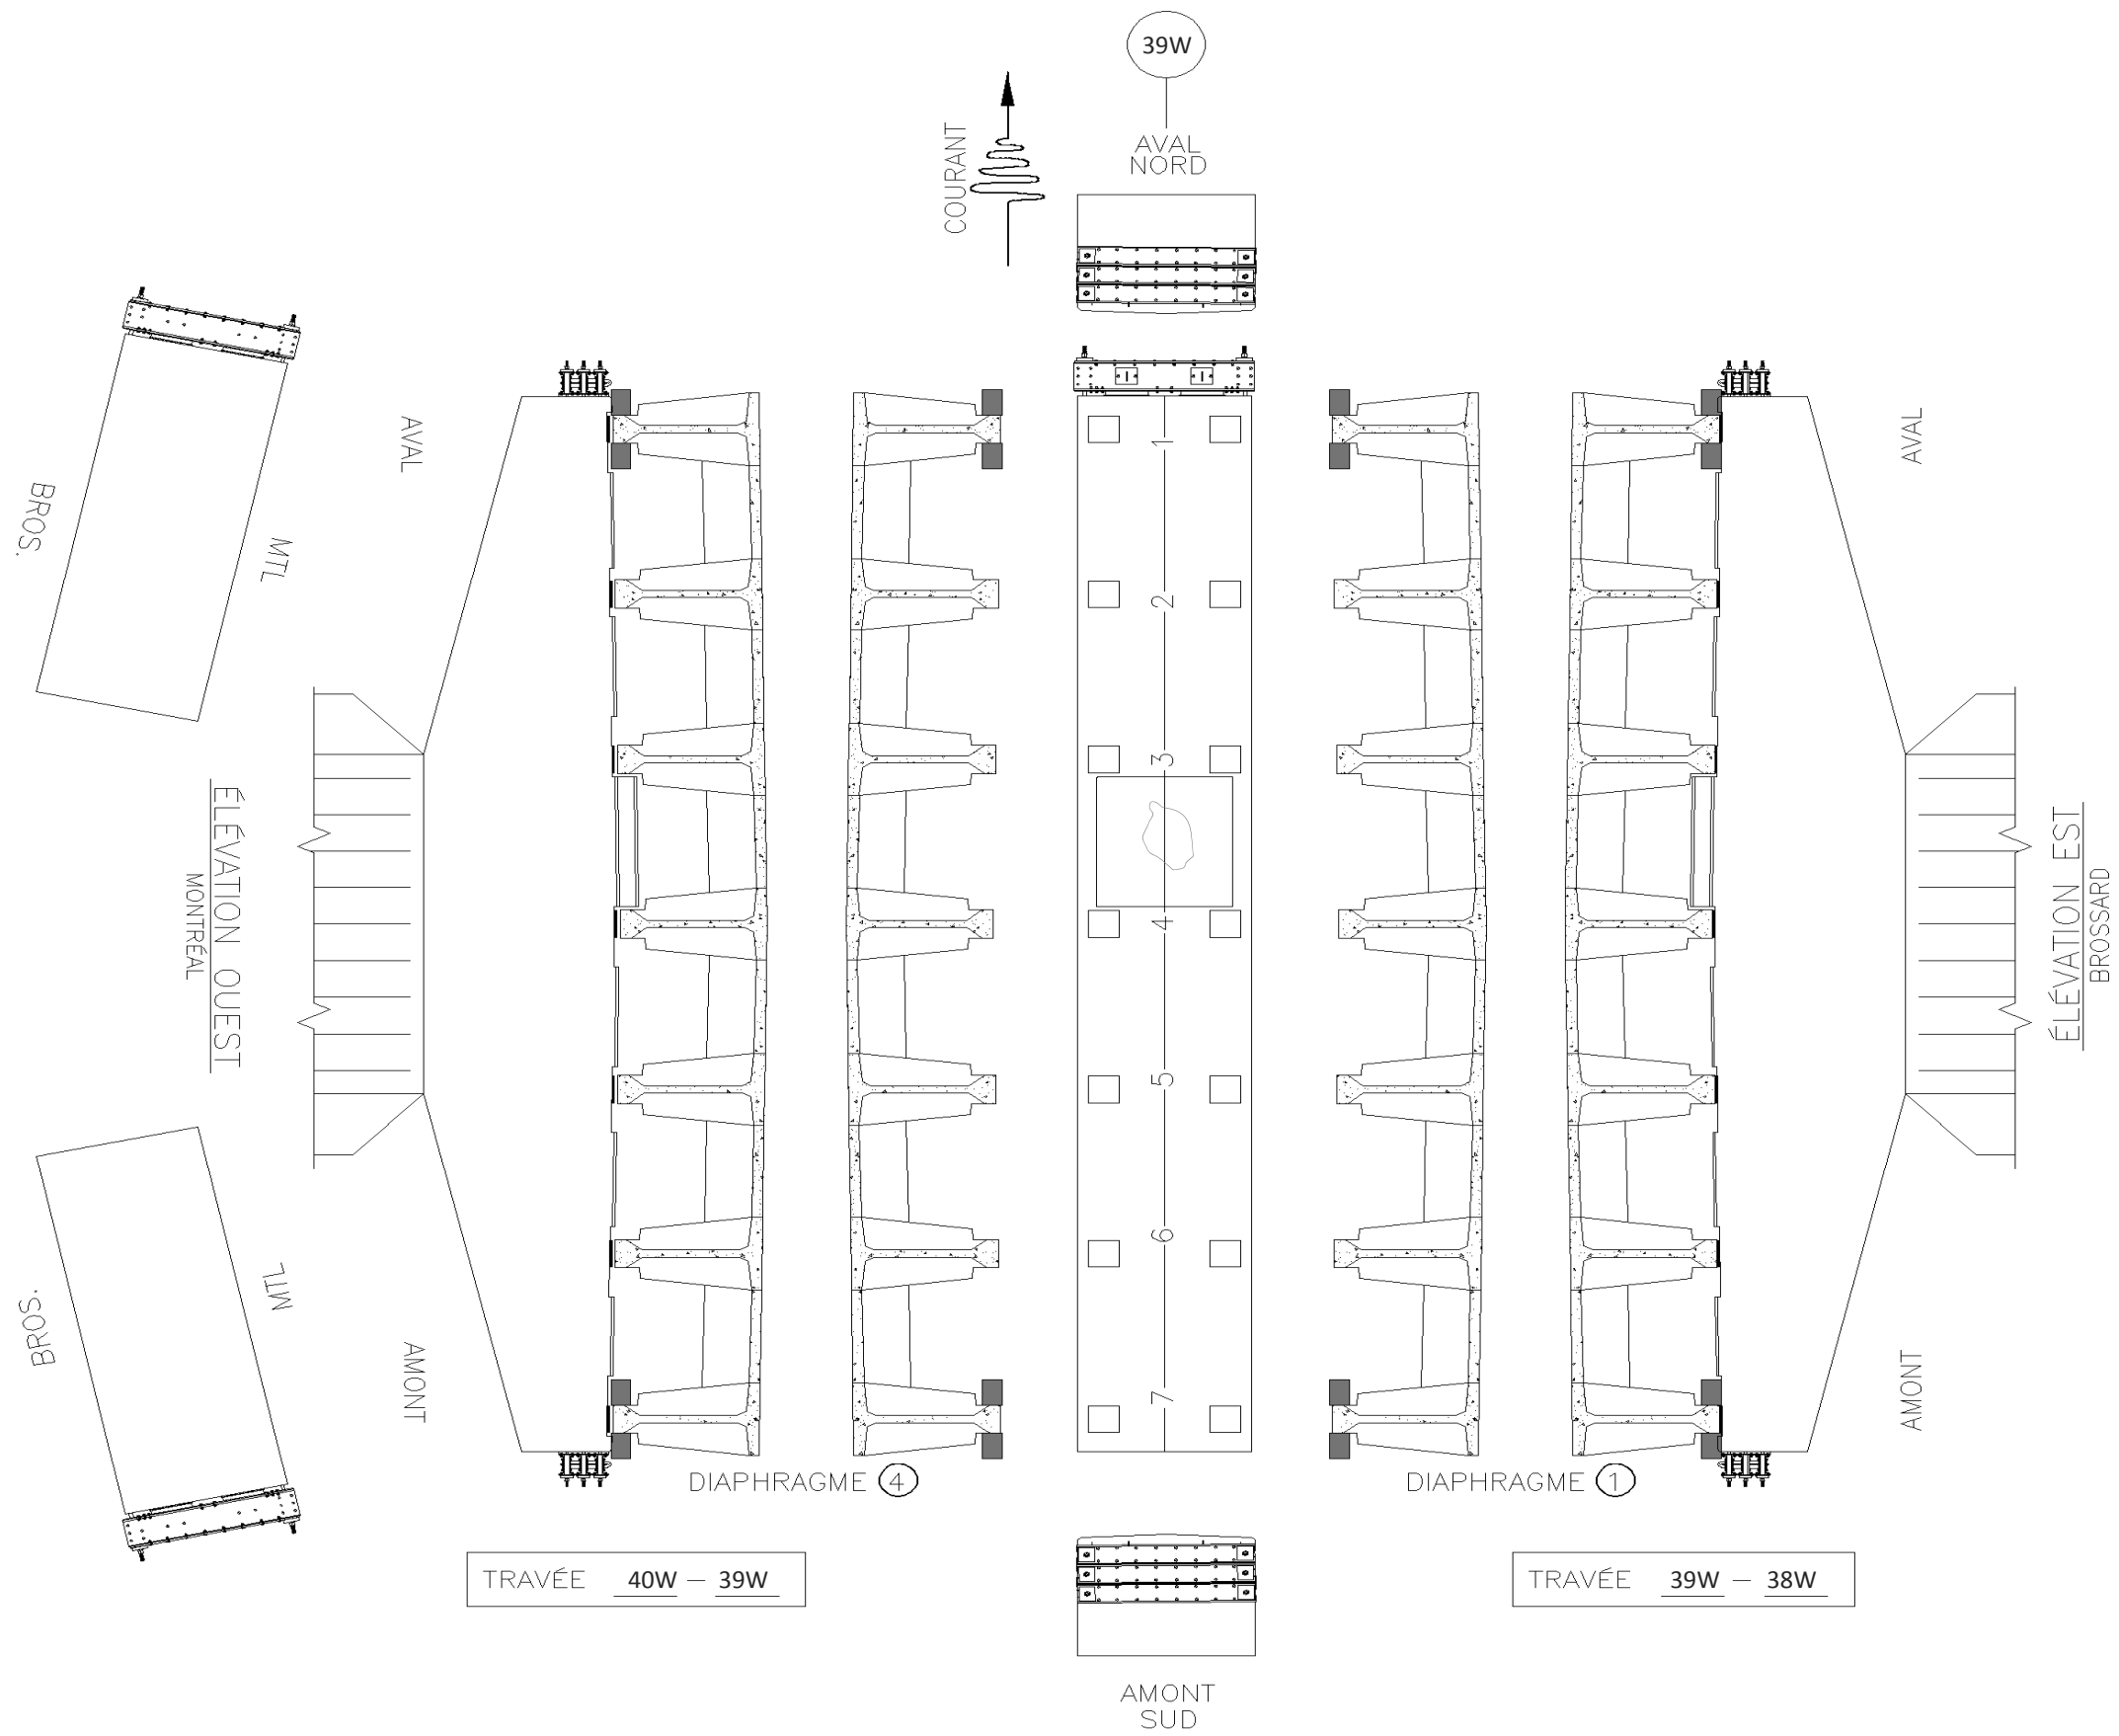 39W
COURANT
AVAL
NORD
AVAL
BROS.
MTL
AVAL
1
2
3
4
5
6
7
ÉLÉVATION OUEST
MONTRÉAL
ÉLÉVATION EST
BROSSARD
BROS.
MTL
AMONT
AMONT
DIAPHRAGME 4
DIAPHRAGME 1
TRAVÉE 40W – 39W
TRAVÉE 39W – 38W
AMONT
SUD